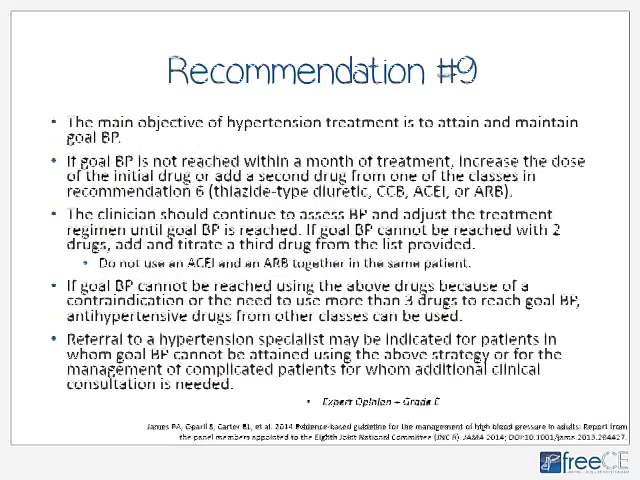 Recommendation #9
• The main objective of hypertension treatment is to attain and maintain
goal BP.
• If goal BP is not reached within a month of treatment, increase the dose
of the initial drug or add a second drug from one of the classes in
recommendation 6 (thiazide-type diuretic, CCB, ACEI, or ARB).
• The clinician should continue to assess BP and adjust the treatment
regimen until goal BP is reached. If goal BP cannot be reached with 2
drugs, add and titrate a third drug from the list provided.
• Do not use an ACEI and an ARB together in the same patient.
• If goal BP cannot be reached using the above drugs because of a
contraindication or the need to use more than 3 drugs to reach goal BP,
antihypertensive drugs from other classes can be used.
• Referral to a hypertension specialist may be indicated for patients in
whom goal BP cannot be attained using the above strategy or for the
management of complicated patients for whom additional clinical
consultation is needed.
• Expert Opinion – Grade E
James PA, Oparil S, Carter BL, et al. 2014 Evidence-based guideline for the management of high blood pressure in adults: Report from
the panel members appointed to the Eighth Joint National Committee (JNC 8). JAMA 2014; DOI:10.1001/jama.2013.284427.
freeCE